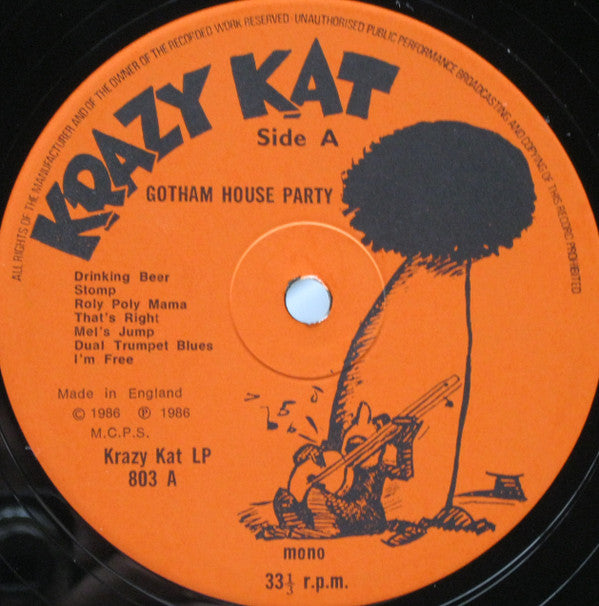 ALL RIGHTS OF THE MANUFACTURER AND OF THE OWNER OF THE RECORDED WORK RESERVED · UNAUTHORISED PUBLIC PERFORMANCE BROADCASTING AND COPYING OF THIS RECORD PROHIBITED
KRAZY KAT
Side A
GOTHAM HOUSE PARTY
Drinking Beer
Stomp
Roly Poly Mama
That's Right
Mel's Jump
Dual Trumpet Blues
I'm Free
Made in England
© 1986 ℗ 1986
M.C.P.S.
Krazy Kat LP
803 A
mono
33⅓ r.p.m.